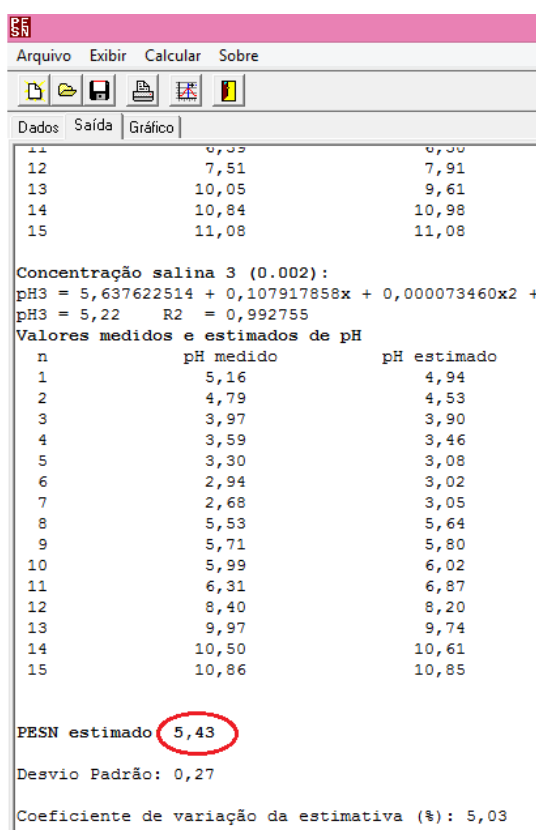 PESN
Arquivo Exibir Calcular Sobre
Dados Saída Gráfico
11 6,39 6,50
12 7,51 7,91
13 10,05 9,61
14 10,84 10,98
15 11,08 11,08
Concentração salina 3 (0.002):
pH3 = 5,637622514 + 0,107917858x + 0,000073460x2 +
pH3 = 5,22 R2 = 0,992755
Valores medidos e estimados de pH
n pH medido pH estimado
1 5,16 4,94
2 4,79 4,53
3 3,97 3,90
4 3,59 3,46
5 3,30 3,08
6 2,94 3,02
7 2,68 3,05
8 5,53 5,64
9 5,71 5,80
10 5,99 6,02
11 6,31 6,87
12 8,40 8,20
13 9,97 9,74
14 10,50 10,61
15 10,86 10,85
PESN estimado 5,43
Desvio Padrão: 0,27
Coeficiente de variação da estimativa (%): 5,03